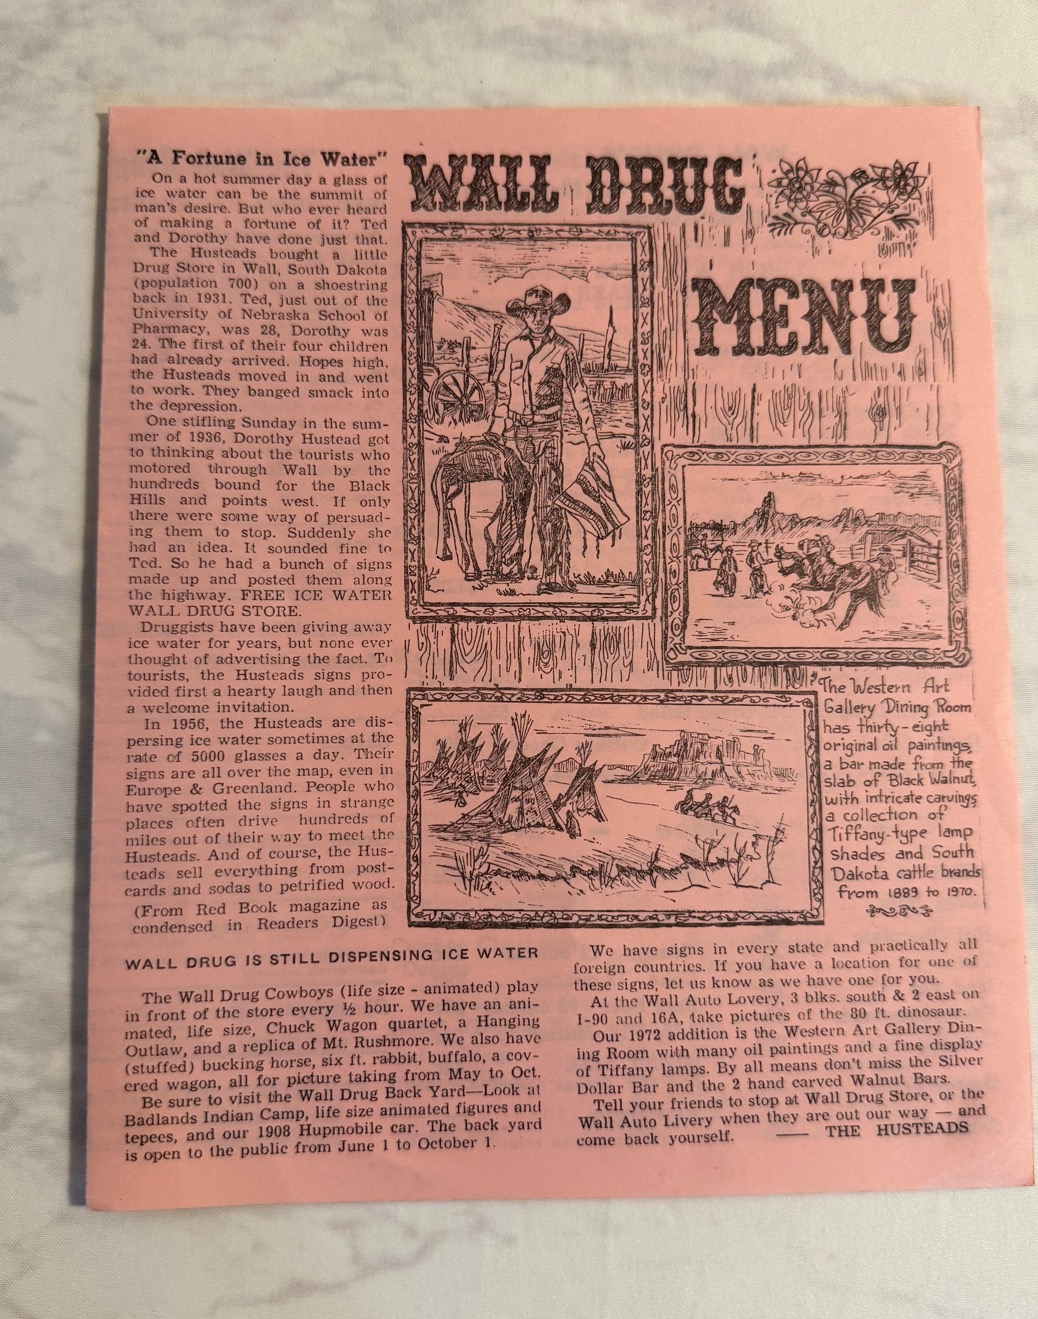 "A Fortune in Ice Water"
On a hot summer day a glass of
ice water can be the summit of
man's desire. But who ever heard
of making a fortune of it? Ted
and Dorothy have done just that.
The Husteads bought a little
Drug Store in Wall, South Dakota
(population 700) on a shoestring
back in 1931. Ted, just out of the
University of Nebraska School of
Pharmacy, was 28, Dorothy was
24. The first of their four children
had already arrived. Hopes high,
the Husteads moved in and went
to work. They banged smack into
the depression.
One stifling Sunday in the sum-
mer of 1936, Dorothy Hustead got
to thinking about the tourists who
motored through Wall by the
hundreds bound for the Black
Hills and points west. If only
there were some way of persuad-
ing them to stop. Suddenly she
had an idea. It sounded fine to
Ted. So he had a bunch of signs
made up and posted them along
the highway. FREE ICE WATER
WALL DRUG STORE.
Druggists have been giving away
ice water for years, but none ever
thought of advertising the fact. To
tourists, the Husteads signs pro-
vided first a hearty laugh and then
a welcome invitation.
In 1956, the Husteads are dis-
persing ice water sometimes at the
rate of 5000 glasses a day. Their
signs are all over the map, even in
Europe & Greenland. People who
have spotted the signs in strange
places often drive hundreds of
miles out of their way to meet the
Husteads. And of course, the Hus-
teads sell everything from post-
cards and sodas to petrified wood.
(From Red Book magazine as
condensed in Readers Digest)
WALL DRUG
MENU
The Western Art
Gallery Dining Room
has thirty-eight
original oil paintings,
a bar made from the
slab of Black Walnut,
with intricate carvings
a collection of
Tiffany-type lamp
shades and South
Dakota cattle brands
from 1889 to 1970.
WALL DRUG IS STILL DISPENSING ICE WATER
The Wall Drug Cowboys (life size - animated) play
in front of the store every ½ hour. We have an ani-
mated, life size, Chuck Wagon quartet, a Hanging
Outlaw, and a replica of Mt. Rushmore. We also have
(stuffed) bucking horse, six ft. rabbit, buffalo, a cov-
ered wagon, all for picture taking from May to Oct.
Be sure to visit the Wall Drug Back Yard—Look at
Badlands Indian Camp, life size animated figures and
tepees, and our 1908 Hupmobile car. The back yard
is open to the public from June 1 to October 1.
We have signs in every state and practically all
foreign countries. If you have a location for one of
these signs, let us know as we have one for you.
At the Wall Auto Lovery, 3 blks. south & 2 east on
I-90 and 16A, take pictures of the 80 ft. dinosaur.
Our 1972 addition is the Western Art Gallery Din-
ing Room with many oil paintings and a fine display
of Tiffany lamps. By all means don't miss the Silver
Dollar Bar and the 2 hand carved Walnut Bars.
Tell your friends to stop at Wall Drug Store, or the
Wall Auto Livery when they are out our way — and
come back yourself. —— THE HUSTEADS